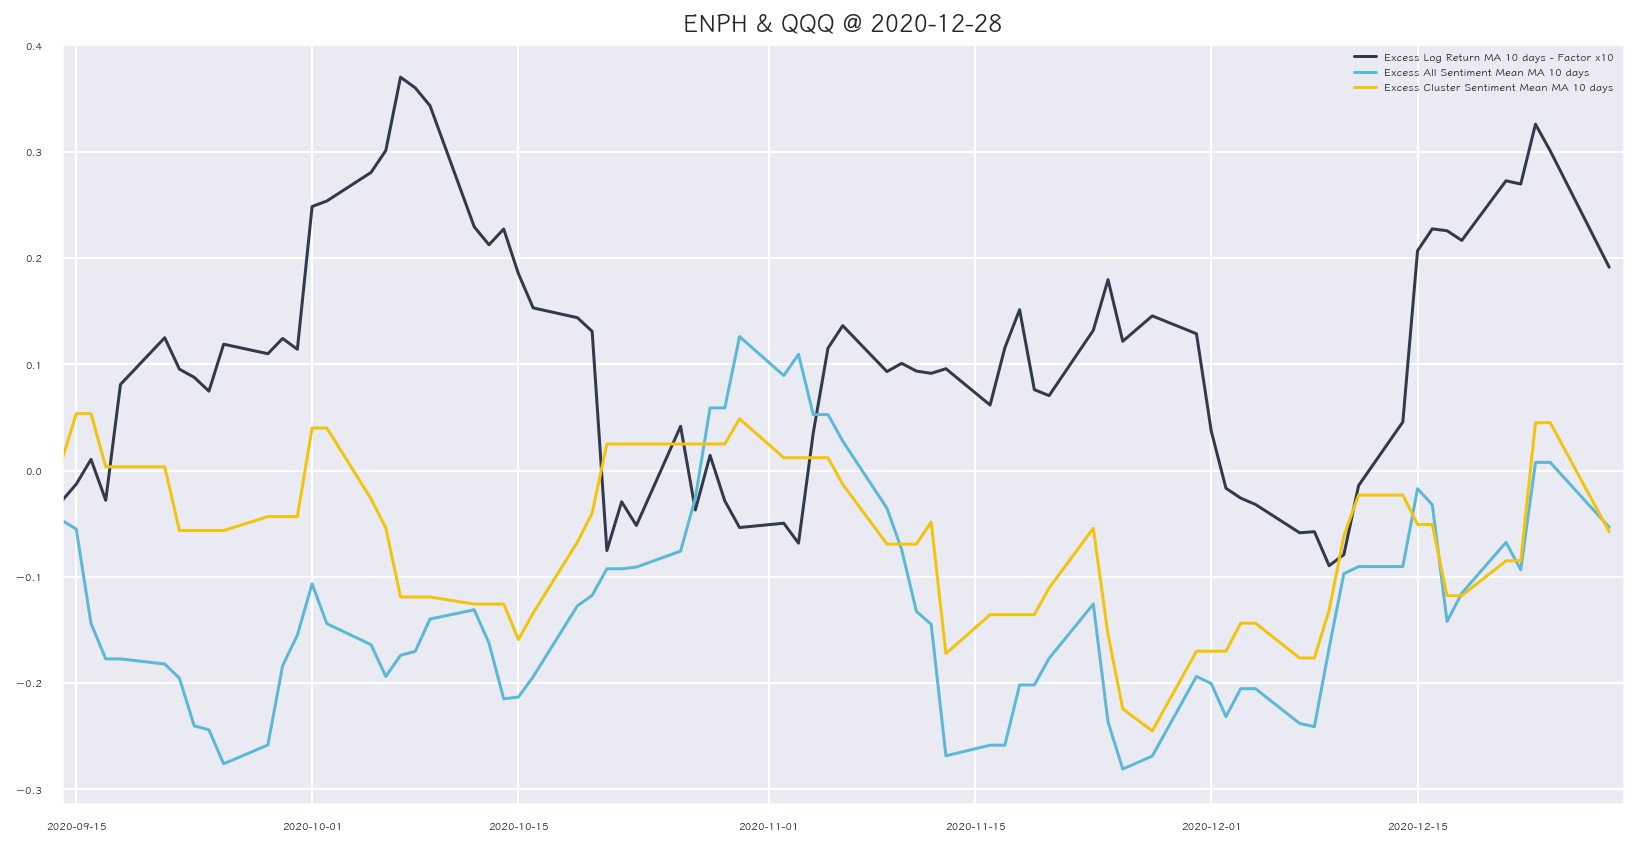 ENPH & QQQ @ 2020-12-28
Excess Log Return MA 10 days - Factor x10
Excess All Sentiment Mean MA 10 days
Excess Cluster Sentiment Mean MA 10 days
0.4
0.3
0.2
0.1
0.0
−0.1
−0.2
−0.3
2020-09-15 2020-10-01 2020-10-15 2020-11-01 2020-11-15 2020-12-01 2020-12-15